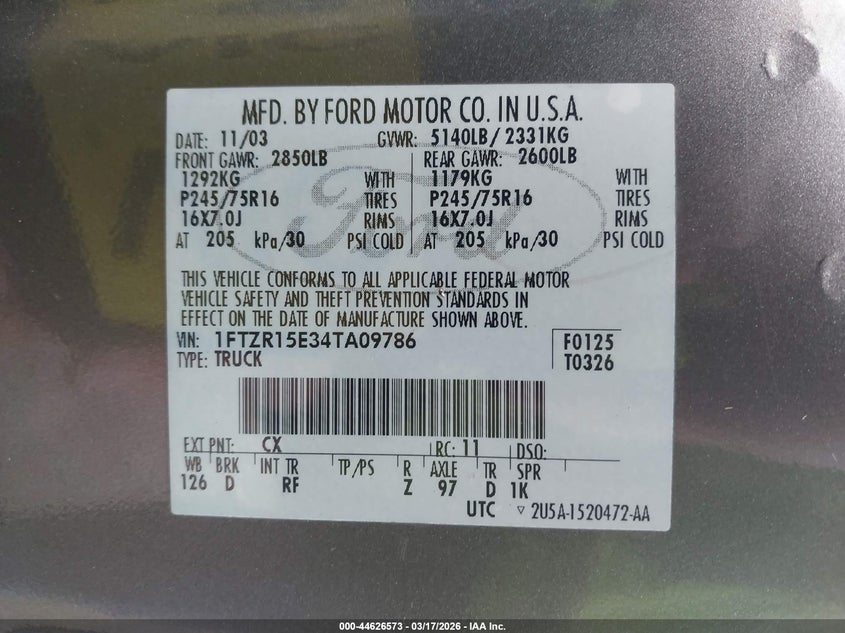 MFD. BY FORD MOTOR CO. IN U.S.A.
DATE: 11/03 GVWR: 5140LB/ 2331KG
FRONT GAWR: 2850LB REAR GAWR: 2600LB
1292KG WITH 1179KG WITH
P245/75R16 TIRES P245/75R16 TIRES
16X7.0J RIMS 16X7.0J RIMS
AT 205 kPa/30 PSI COLD AT 205 kPa/30 PSI COLD
Ford
THIS VEHICLE CONFORMS TO ALL APPLICABLE FEDERAL MOTOR
VEHICLE SAFETY AND THEFT PREVENTION STANDARDS IN
EFFECT ON THE DATE OF MANUFACTURE SHOWN ABOVE.
VIN: 1FTZR15E34TA09786 F0125
TYPE: TRUCK T0326
EXT PNT: CX RC: 11 DSO:
WB BRK INT TR TP/PS R AXLE TR SPR
126 D RF Z 97 D 1K
UTC ▽ 2U5A-1520472-AA
000-44626573 — 03/17/2026 — IAA Inc.